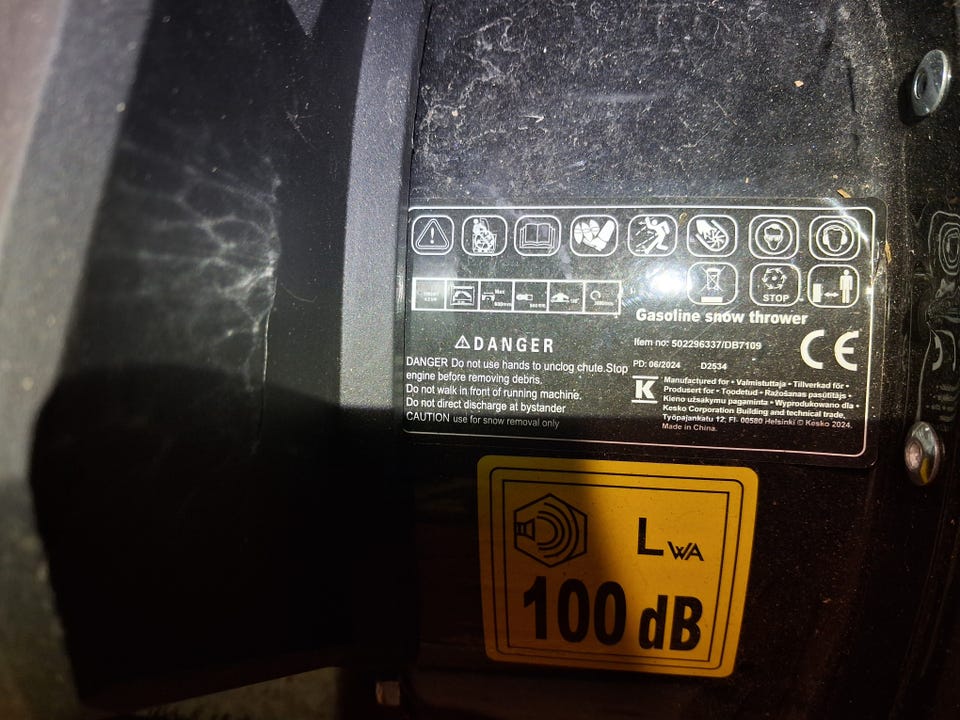 STOP
Gasoline snow thrower
DANGER
Item no: 502296337/DB7109
CE
DANGER Do not use hands to unclog chute.Stop
engine before removing debris.
Do not walk in front of running machine.
Do not direct discharge at bystander
CAUTION use for snow removal only
PD: 06/2024 D2534
K
Manufactured for • Valmistuttaja • Tillverkad för •
Produsert for • Toodetud • Ražošanas pasūtītājs •
Kieno užsakymu pagaminta • Wyprodukowano dla •
Kesko Corporation Building and technical trade,
Työpajankatu 12, FI- 00580 Helsinki © Kesko 2024.
Made in China.
LWA
100 dB